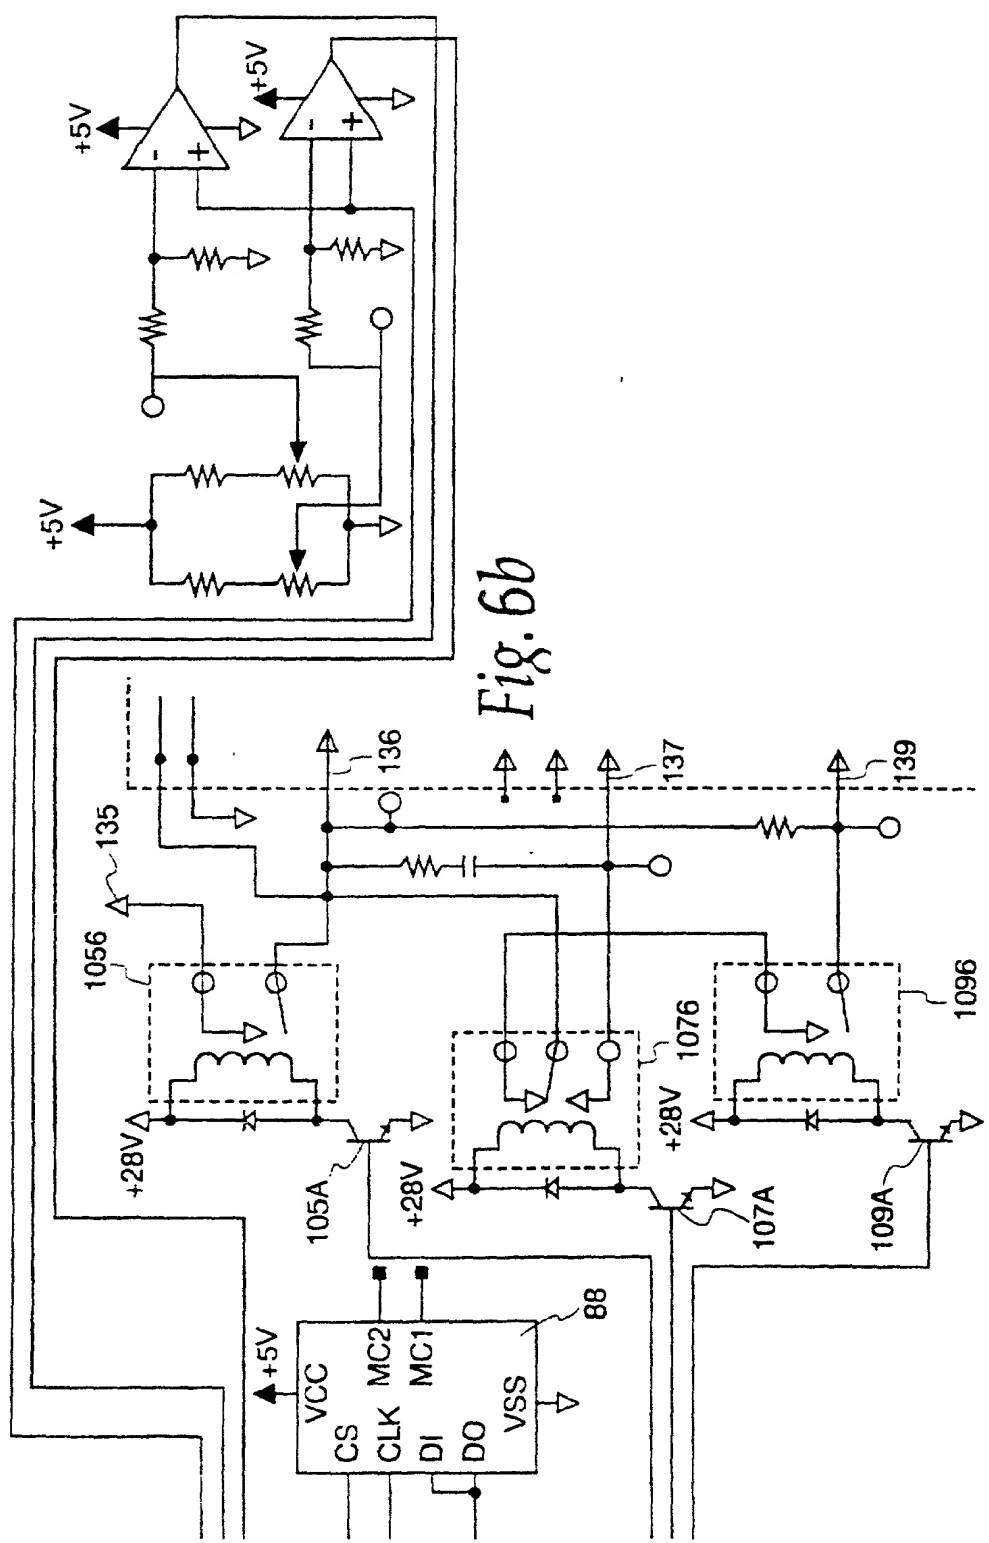 +5V
+5V
+5V
Fig. 6b
136
137
139
135
1056
1076
1096
+28V
+28V
+28V
105A
107A
109A
+5V
88
VCC
MC2
MC1
CS
CLK
DI
DO
VSS
-
+
-
+